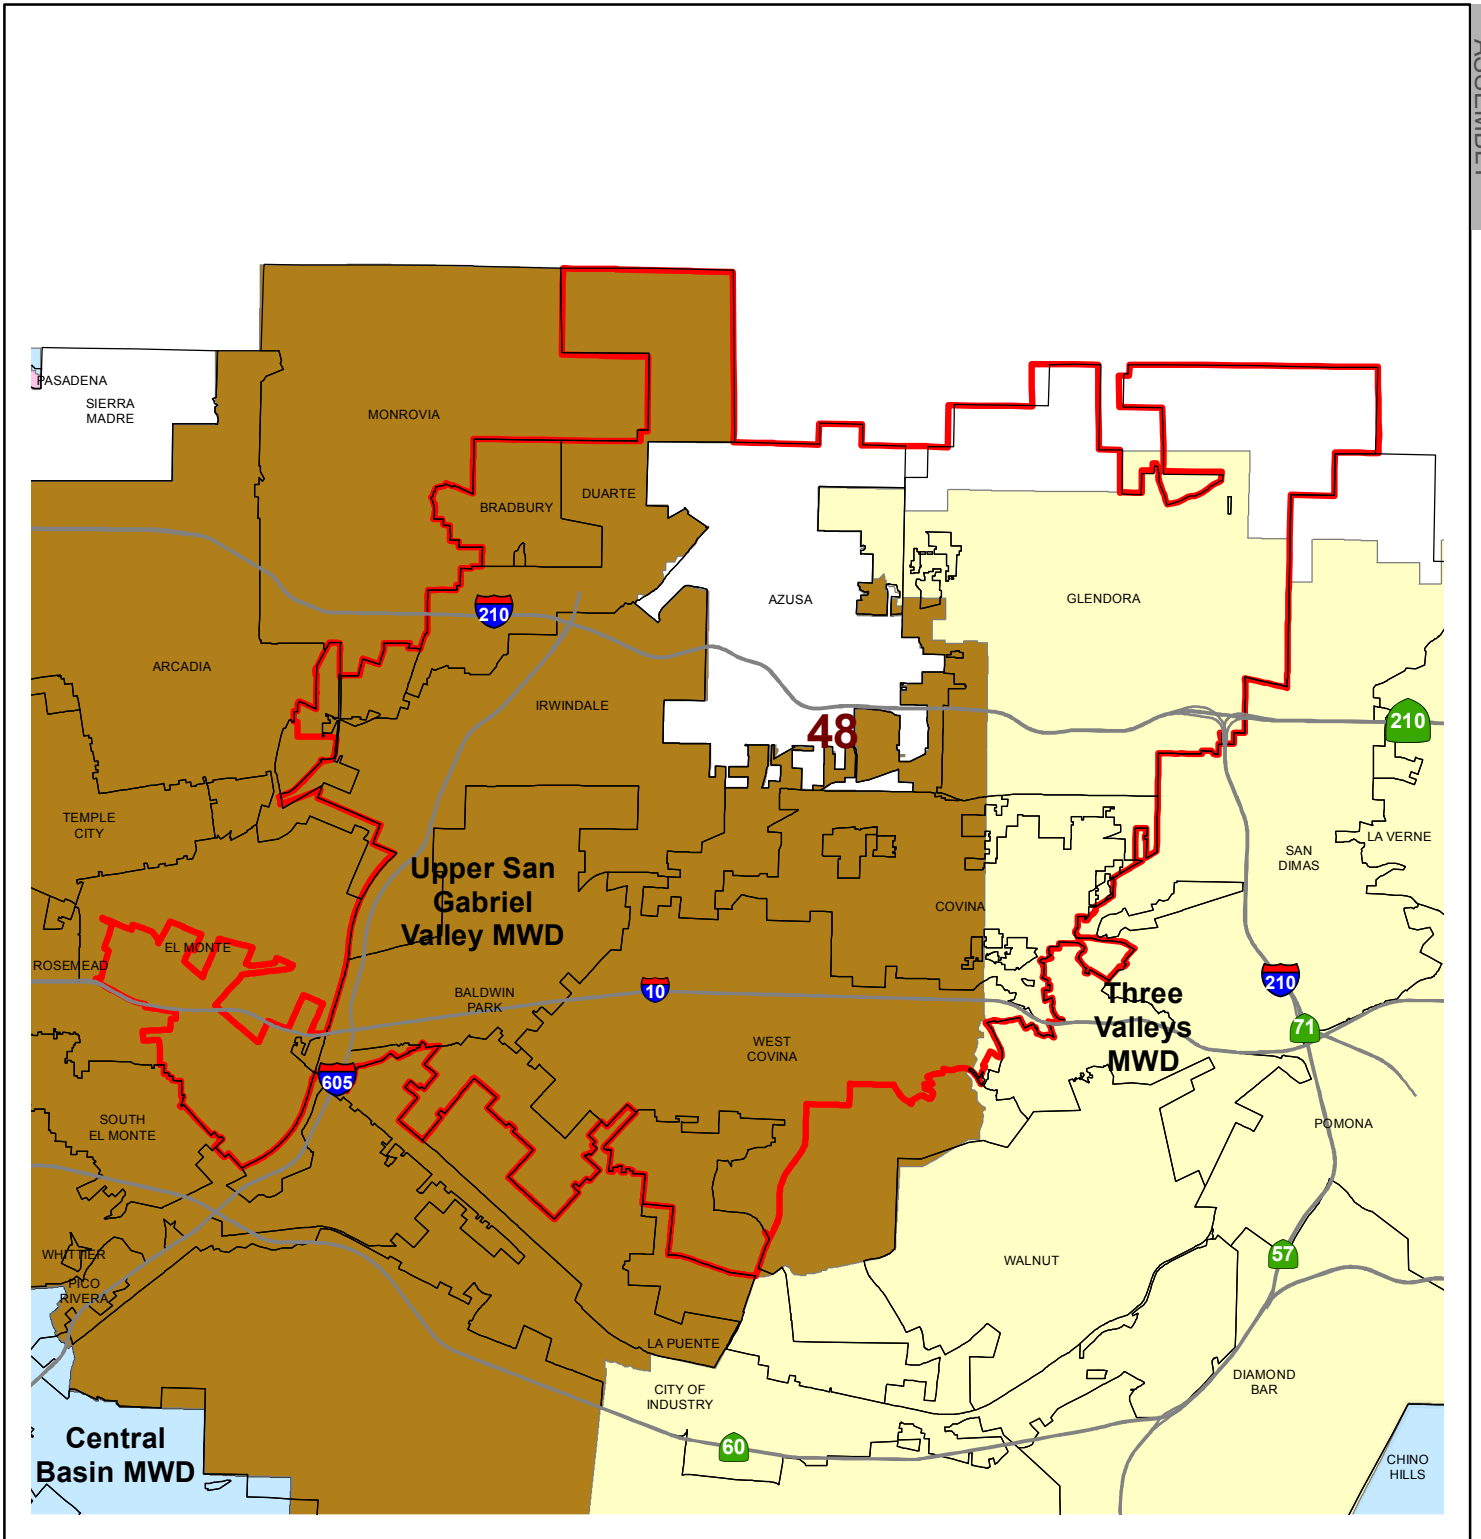 ASSEMBLY
PASADENA
SIERRA
MADRE
MONROVIA
DUARTE
BRADBURY
AZUSA
GLENDORA
210
ARCADIA
IRWINDALE
48
210
TEMPLE
CITY
LA VERNE
SAN
DIMAS
Upper San
Gabriel
Valley MWD
COVINA
EL MONTE
ROSEMEAD
210
10
BALDWIN
PARK
Three
Valleys
MWD
71
WEST
COVINA
605
SOUTH
EL MONTE
POMONA
WHITTIER
57
WALNUT
PICO
RIVERA
LA PUENTE
DIAMOND
BAR
CITY OF
INDUSTRY
Central
Basin MWD
60
CHINO
HILLS